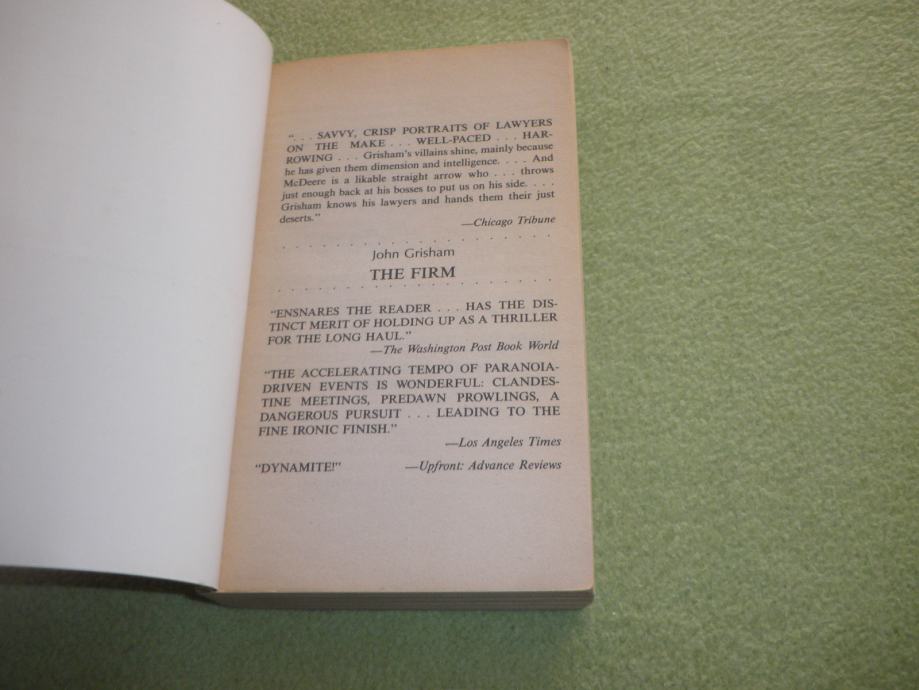 “. . . SAVVY, CRISP PORTRAITS OF LAWYERS
ON THE MAKE . . . WELL-PACED . . . HAR-
ROWING . . . Grisham’s villains shine, mainly because
he has given them dimension and intelligence. . . . And
McDeere is a likable straight arrow who . . . throws
just enough back at his bosses to put us on his side. . . .
Grisham knows his lawyers and hands them their just
deserts.”
—Chicago Tribune
John Grisham
THE FIRM
“ENSNARES THE READER . . . HAS THE DIS-
TINCT MERIT OF HOLDING UP AS A THRILLER
FOR THE LONG HAUL.”
—The Washington Post Book World
“THE ACCELERATING TEMPO OF PARANOIA-
DRIVEN EVENTS IS WONDERFUL: CLANDES-
TINE MEETINGS, PREDAWN PROWLINGS, A
DANGEROUS PURSUIT . . . LEADING TO THE
FINE IRONIC FINISH.”
—Los Angeles Times
“DYNAMITE!” —Upfront: Advance Reviews